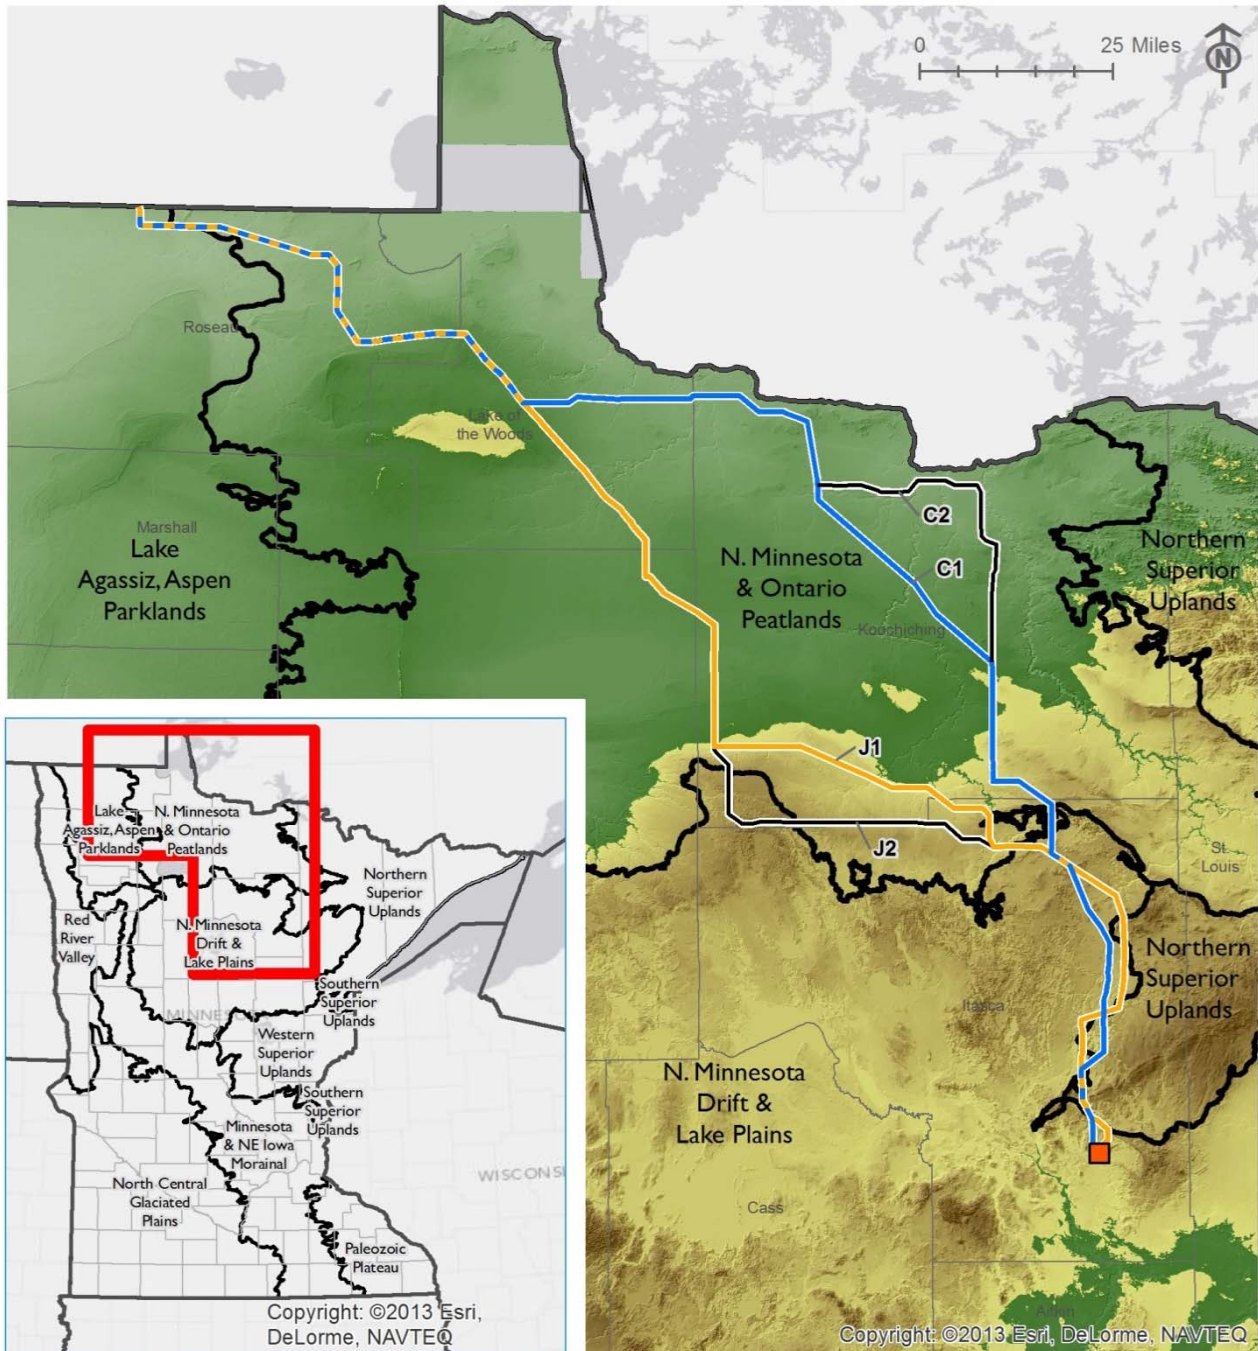 0 25 Miles
N
Roseau
Lake of
the Woods
Marshall
Lake
Agassiz, Aspen
Parklands
N. Minnesota
& Ontario
Peatlands
C2
C1
Koochiching
Northern
Superior
Uplands
J1
J2
St.
Louis
Itasca
Northern
Superior
Uplands
N. Minnesota
Drift &
Lake Plains
Cass
Aitkin
Copyright: ©2013 Esri, DeLorme, NAVTEQ
Lake
Agassiz, Aspen
Parklands
N. Minnesota
& Ontario
Peatlands
Northern
Superior
Uplands
Red
River
Valley
N. Minnesota
Drift &
Lake Plains
MINNESOTA
Southern
Superior
Uplands
Western
Superior
Uplands
Southern
Superior
Uplands
Minnesota
& NE Iowa
Morainal
WISCONS
North Central
Glaciated
Plains
Paleozoic
Plateau
Copyright: ©2013 Esri,
DeLorme, NAVTEQ